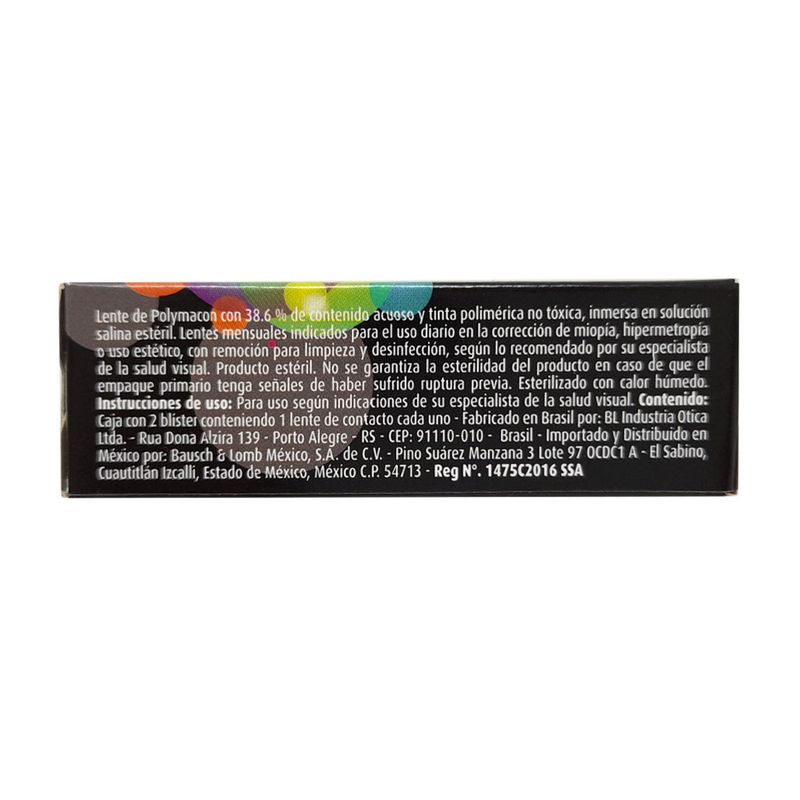 Lente de Polymacon con 38.6 % de contenido acuoso y tinta polimérica no tóxica, inmersa en solución
salina estéril. Lentes mensuales indicados para el uso diario en la corrección de miopía, hipermetropía
o uso estético, con remoción para limpieza y desinfección, según lo recomendado por su especialista
de la salud visual. Producto estéril. No se garantiza la esterilidad del producto en caso de que el
empaque primario tenga señales de haber sufrido ruptura previa. Esterilizado con calor húmedo.
Instrucciones de uso: Para uso según indicaciones de su especialista de la salud visual. Contenido:
Caja con 2 blister conteniendo 1 lente de contacto cada uno - Fabricado en Brasil por: BL Industria Otica
Ltda. - Rua Dona Alzira 139 - Porto Alegre - RS - CEP: 91110-010 - Brasil - Importado y Distribuido en
México por: Bausch & Lomb México, S.A. de C.V. - Pino Suárez Manzana 3 Lote 97 OCDC1 A - El Sabino,
Cuautitlán Izcalli, Estado de México, México C.P. 54713 - Reg N°. 1475C2016 SSA